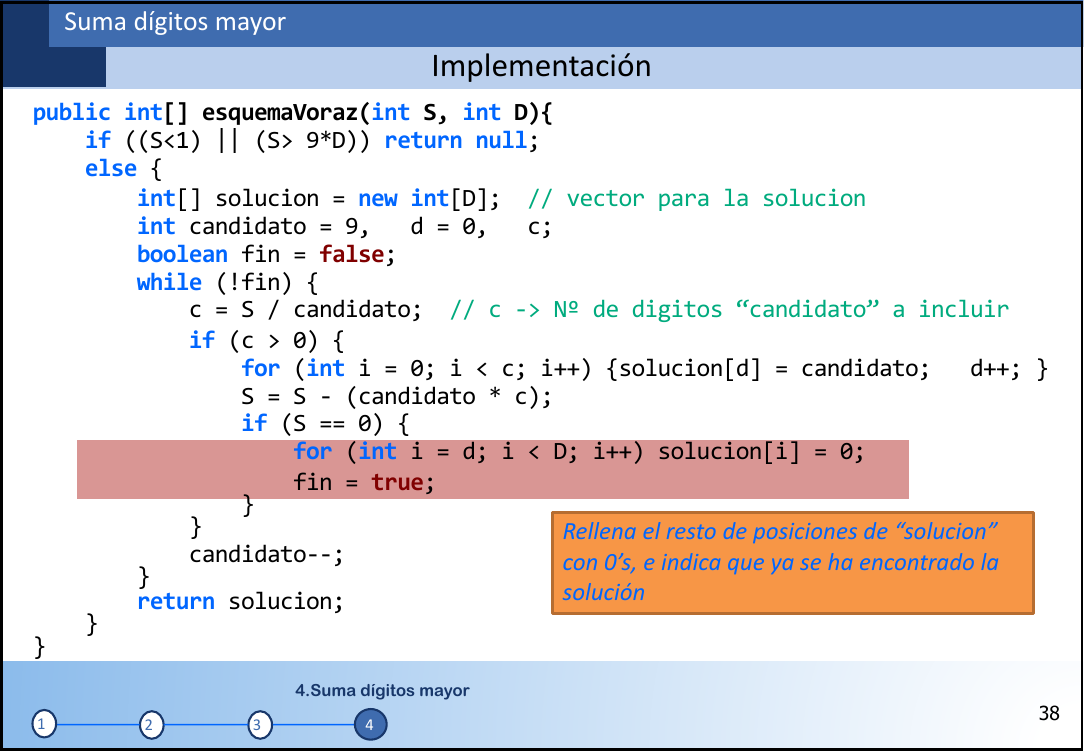 Suma dígitos mayor
Implementación
public int[] esquemaVoraz(int S, int D){
    if ((S<1) || (S> 9*D)) return null;
    else {
        int[] solucion = new int[D];  // vector para la solucion
        int candidato = 9,   d = 0,   c;
        boolean fin = false;
        while (!fin) {
            c = S / candidato;  // c -> Nº de digitos “candidato” a incluir
            if (c > 0) {
                for (int i = 0; i < c; i++) {solucion[d] = candidato;   d++; }
                S = S - (candidato * c);
                if (S == 0) {
                    for (int i = d; i < D; i++) solucion[i] = 0;
                    fin = true;
                }
            }
            candidato--;
        }
        return solucion;
    }
}
Rellena el resto de posiciones de “solucion”
con 0’s, e indica que ya se ha encontrado la
solución
4.Suma dígitos mayor
1 2 3 4
38